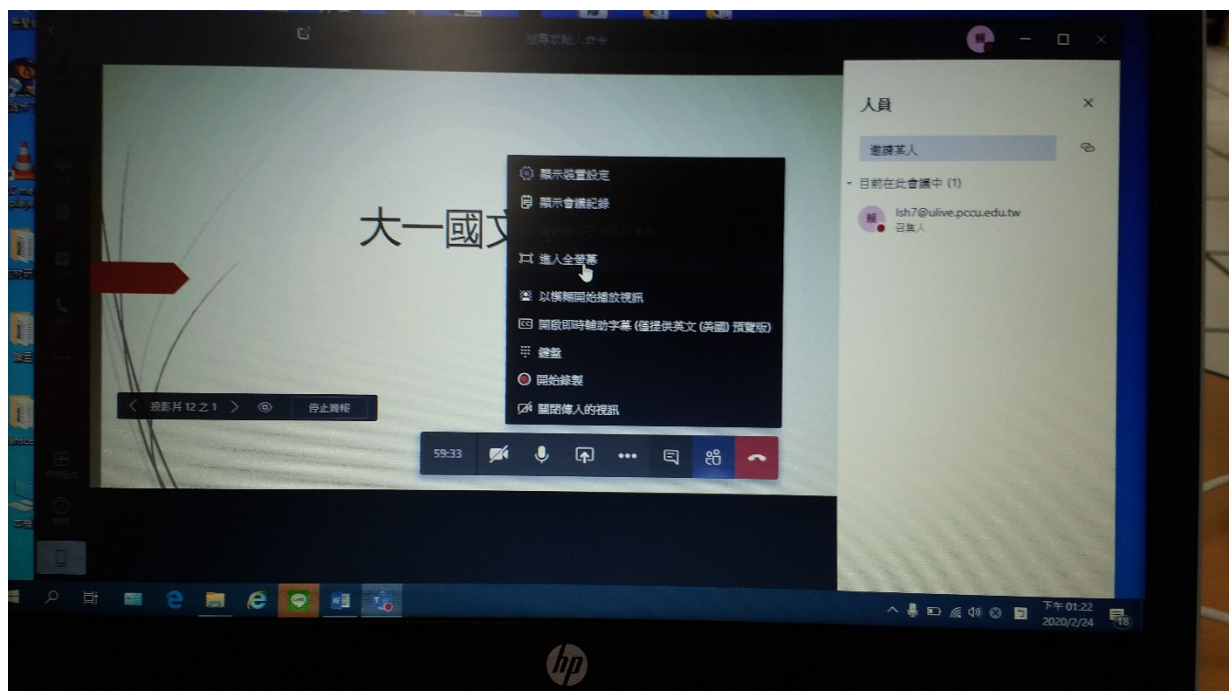 人員
邀請某人
目前在此會議中 (1)
賴
lsh7@ulive.pccu.edu.tw
召集人
大一國文
顯示裝置設定
顯示會議記錄
進入全螢幕
以模糊開始播放視訊
開啟即時輔助字幕 (僅提供英文 (美國) 預覽版)
鍵盤
開始錄製
關閉傳入的視訊
投影片 12 之 1
停止簡報
59:33
下午 01:22
2020/2/24
18
hp